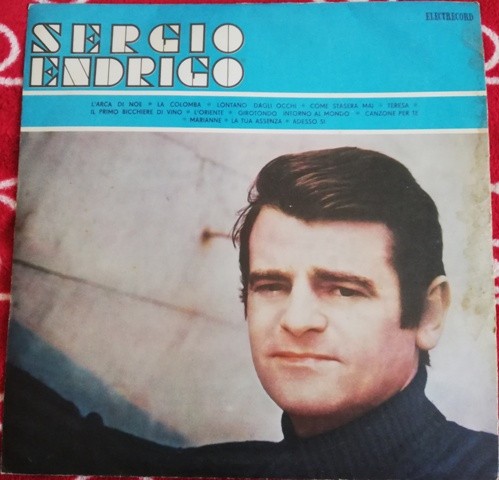 SERGIO
ENDRIGO
ELECTRECORD
L'ARCA DI NOE + LA COLOMBA + LONTANO DAGLI OCCHI + COME STASERA MAI + TERESA +
IL PRIMO BICCHIERE DI VINO + L'ORIENTE + GIROTONDO INTORNO AL MONDO + CANZONE PER TE
+ MARIANNE + LA TUA ASSENZA + ADESSO SI